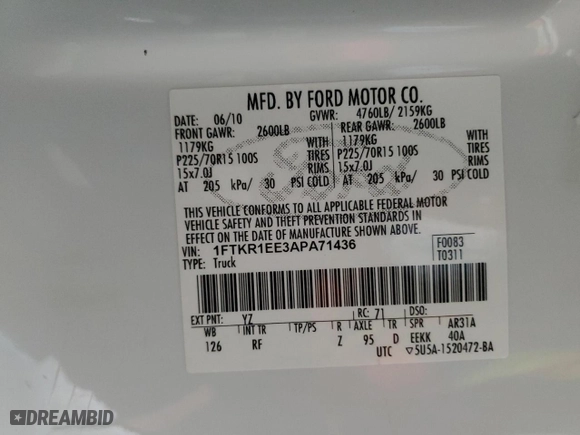 MFD. BY FORD MOTOR CO.
DATE: 06/10 GVWR: 4760LB/ 2159KG
FRONT GAWR: 2600LB REAR GAWR: 2600LB
1179KG WITH 1179KG WITH
P225/70R15 100S TIRES P225/70R15 100S TIRES
15x7.0J RIMS 15x7.0J RIMS
AT 205 kPa/ 30 PSI COLD AT 205 kPa/ 30 PSI COLD
THIS VEHICLE CONFORMS TO ALL APPLICABLE FEDERAL MOTOR
VEHICLE SAFETY AND THEFT PREVENTION STANDARDS IN
EFFECT ON THE DATE OF MANUFACTURE SHOWN ABOVE.
VIN: 1FTKR1EE3APA71436 F0083
TYPE: Truck T0311
EXT PNT: YZ RC: 71 DSO:
WB INT TR TP/PS R AXLE TR SPR AR31A
126 RF Z 95 D EEKK 40A
UTC ▽5U5A-1520472-BA
DREAMBID